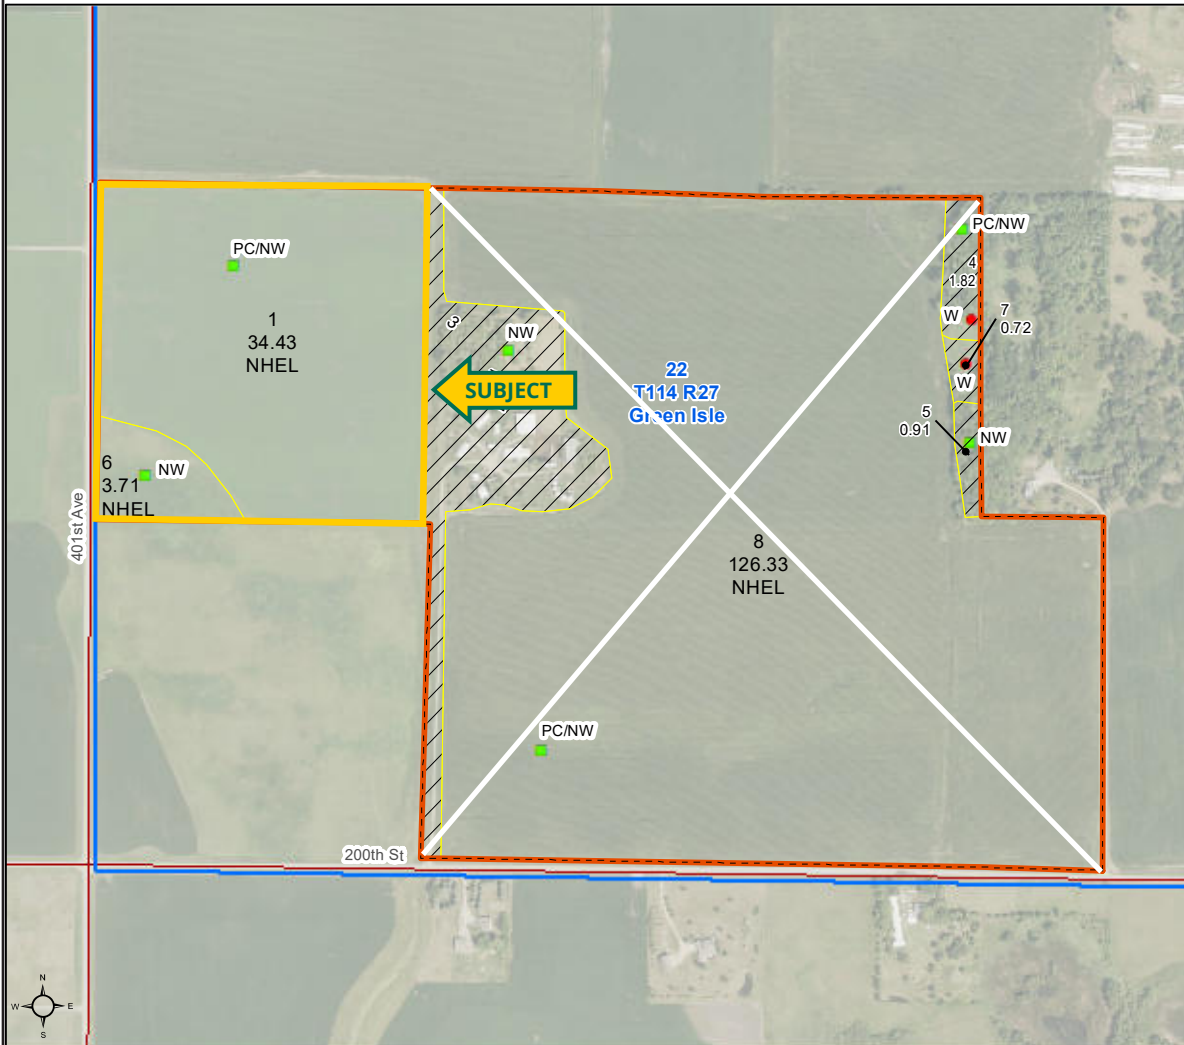 PC/NW
1
34.43
NHEL
6
3.71
NHEL
NW
401st Ave
3
NW
SUBJECT
22
T114 R27
Green Isle
PC/NW
4
1.82
W
7
0.72
W
5
0.91
NW
8
126.33
NHEL
PC/NW
200th St
N
W
E
S